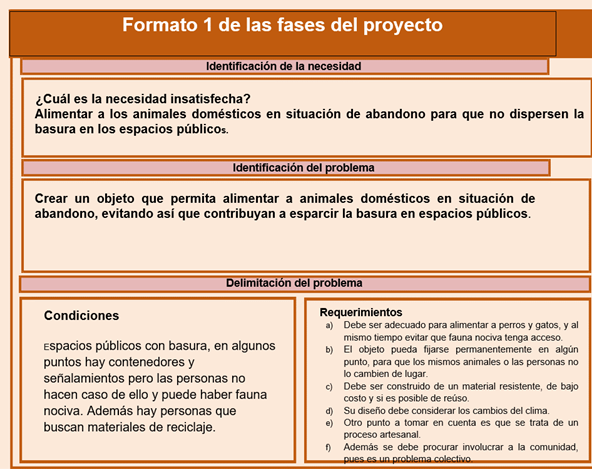 Formato 1 de las fases del proyecto
Identificación de la necesidad
¿Cuál es la necesidad insatisfecha?
Alimentar a los animales domésticos en situación de abandono para que no dispersen la
basura en los espacios públicos.
Identificación del problema
Crear un objeto que permita alimentar a animales domésticos en situación de
abandono, evitando así que contribuyan a esparcir la basura en espacios públicos.
Delimitación del problema
Condiciones
Espacios públicos con basura, en algunos
puntos hay contenedores y
señalamientos pero las personas no
hacen caso de ello y puede haber fauna
nociva. Además hay personas que
buscan materiales de reciclaje.
Requerimientos
a) Debe ser adecuado para alimentar a perros y gatos, y al
mismo tiempo evitar que fauna nociva tenga acceso.
b) El objeto pueda fijarse permanentemente en algún
punto, para que los mismos animales o las personas no
lo cambien de lugar.
c) Debe ser construido de un material resistente, de bajo
costo y si es posible de reúso.
d) Su diseño debe considerar los cambios del clima.
e) Otro punto a tomar en cuenta es que se trata de un
proceso artesanal.
f) Además se debe procurar involucrar a la comunidad,
pues es un problema colectivo.